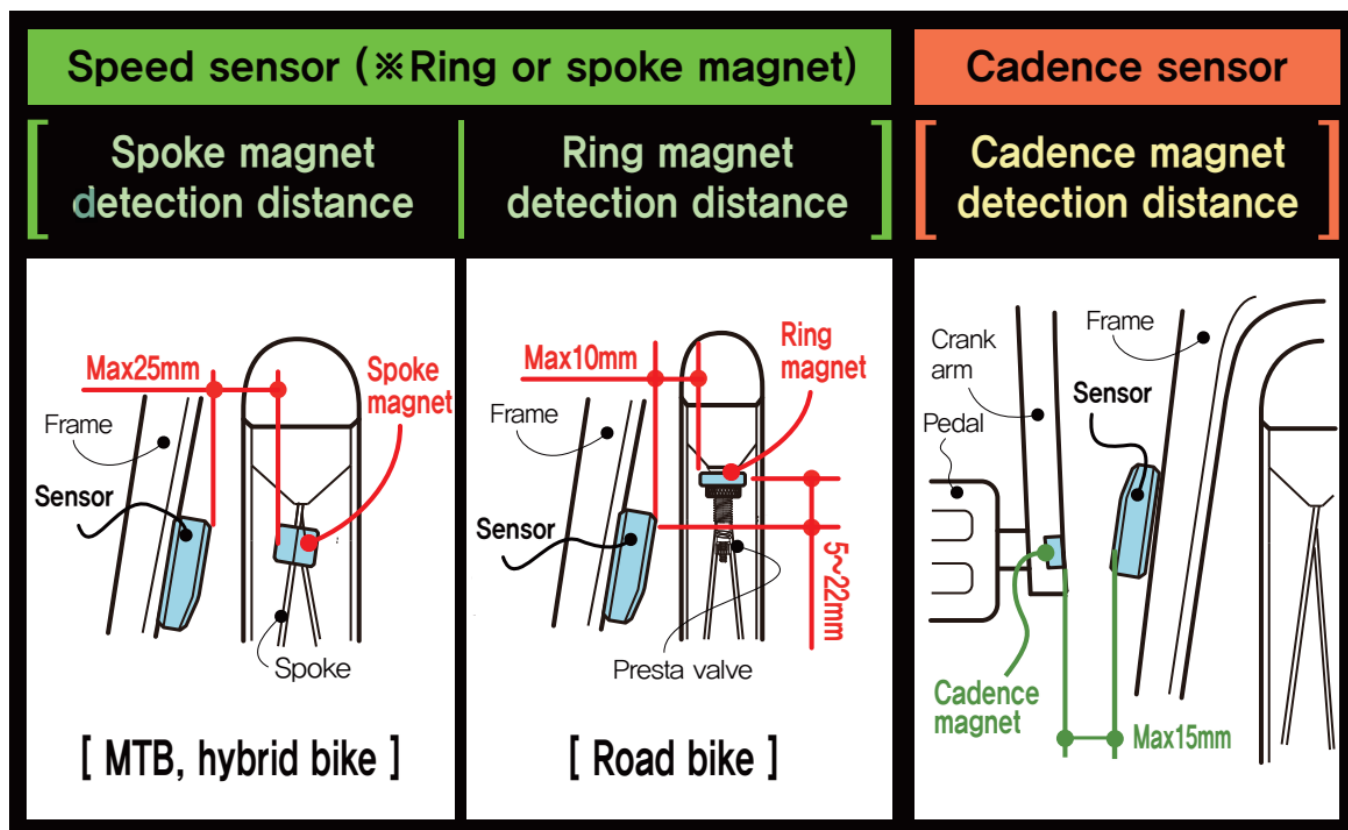 Speed sensor (※Ring or spoke magnet)
Cadence sensor
Spoke magnet
detection distance
Ring magnet
detection distance
Cadence magnet
detection distance
Max25mm
Spoke
magnet
Frame
Sensor
Spoke
[ MTB, hybrid bike ]
Max10mm
Ring
magnet
Frame
Sensor
5~22mm
Presta valve
[ Road bike ]
Crank
arm
Frame
Sensor
Pedal
Cadence
magnet
Max15mm